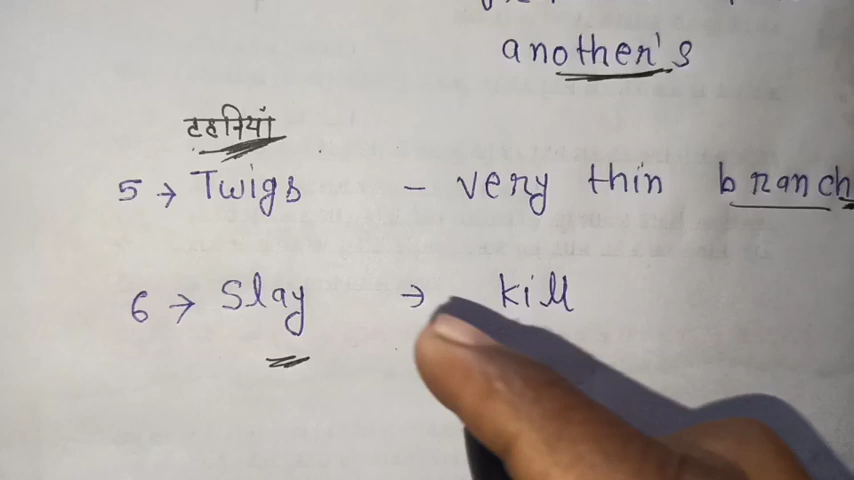 another's
टहनियाँ
5 → Twigs - very thin branch
6 → Slay → Kill